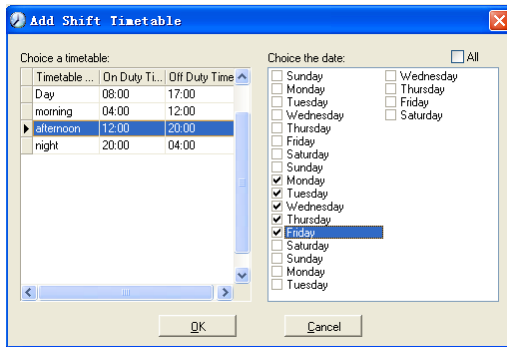 Add Shift Timetable
Choice a timetable:
Timetable ... On Duty Ti... Off Duty Time
Day 08:00 17:00
morning 04:00 12:00
afternoon 12:00 20:00
night 20:00 04:00
Choice the date:
All
Sunday
Monday
Tuesday
Wednesday
Thursday
Friday
Saturday
Sunday
Monday
Tuesday
Wednesday
Thursday
Friday
Saturday
Sunday
Monday
Tuesday
Wednesday
Thursday
Friday
Saturday
OK
Cancel